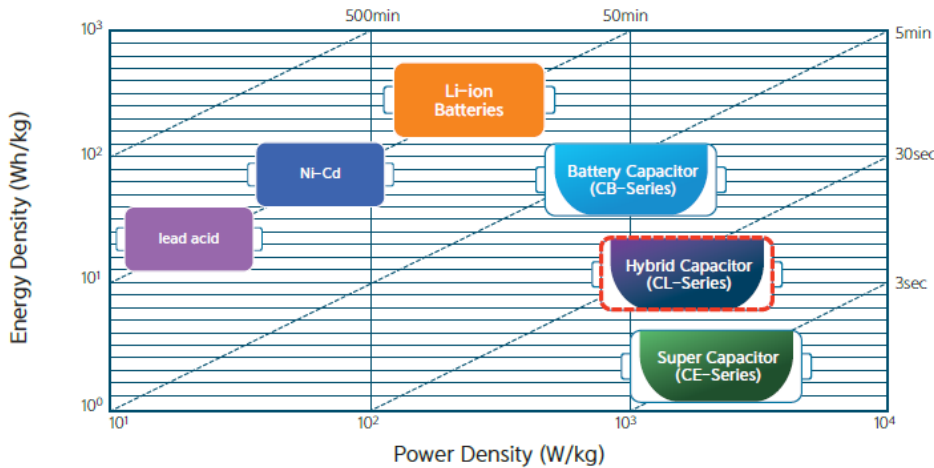 500min
50min
10³
5min
Li-ion
Batteries
10²
30sec
Ni-Cd
Battery Capacitor
(CB-Series)
lead acid
10¹
Hybrid Capacitor
(CL-Series)
3sec
Super Capacitor
(CE-Series)
10⁰
10¹
10²
10³
10⁴
Energy Density (Wh/kg)
Power Density (W/kg)